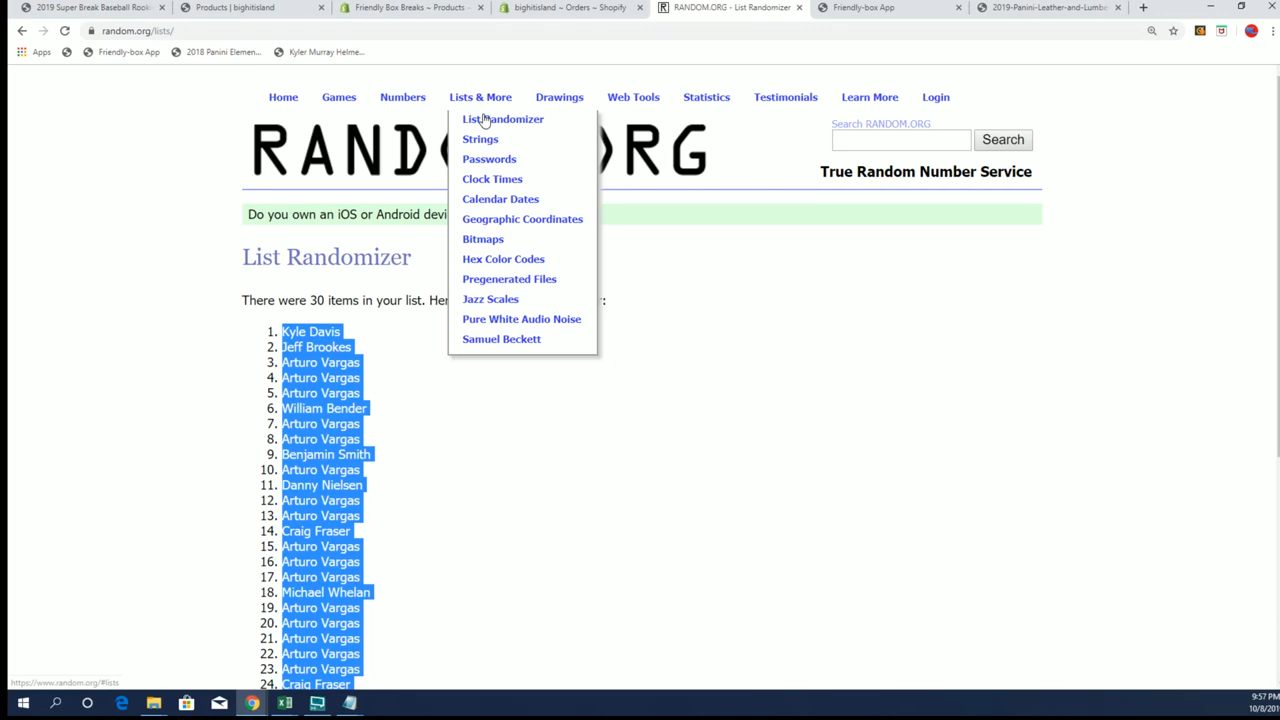 2019 Super Break Baseball Rooki
Products | bighitisland
Friendly Box Breaks ~ Products ~
bighitisland ~ Orders ~ Shopify
RANDOM.ORG - List Randomizer
Friendly-box App
2019-Panini-Leather-and-Lumbe
random.org/lists/
Apps
Friendly-box App
2018 Panini Elemen...
Kyler Murray Helme...
Home Games Numbers Lists & More Drawings Web Tools Statistics Testimonials Learn More Login
List Randomizer
Strings
Passwords
Clock Times
Calendar Dates
Geographic Coordinates
Bitmaps
Hex Color Codes
Pregenerated Files
Jazz Scales
Pure White Audio Noise
Samuel Beckett
RAND RG
Search RANDOM.ORG
Search
True Random Number Service
Do you own an iOS or Android devi
List Randomizer
There were 30 items in your list. Her :
1. Kyle Davis
2. Jeff Brookes
3. Arturo Vargas
4. Arturo Vargas
5. Arturo Vargas
6. William Bender
7. Arturo Vargas
8. Arturo Vargas
9. Benjamin Smith
10. Arturo Vargas
11. Danny Nielsen
12. Arturo Vargas
13. Arturo Vargas
14. Craig Fraser
15. Arturo Vargas
16. Arturo Vargas
17. Arturo Vargas
18. Michael Whelan
19. Arturo Vargas
20. Arturo Vargas
21. Arturo Vargas
22. Arturo Vargas
23. Arturo Vargas
24. Craig Fraser
https://www.random.org/#lists
9:57 PM
10/8/201